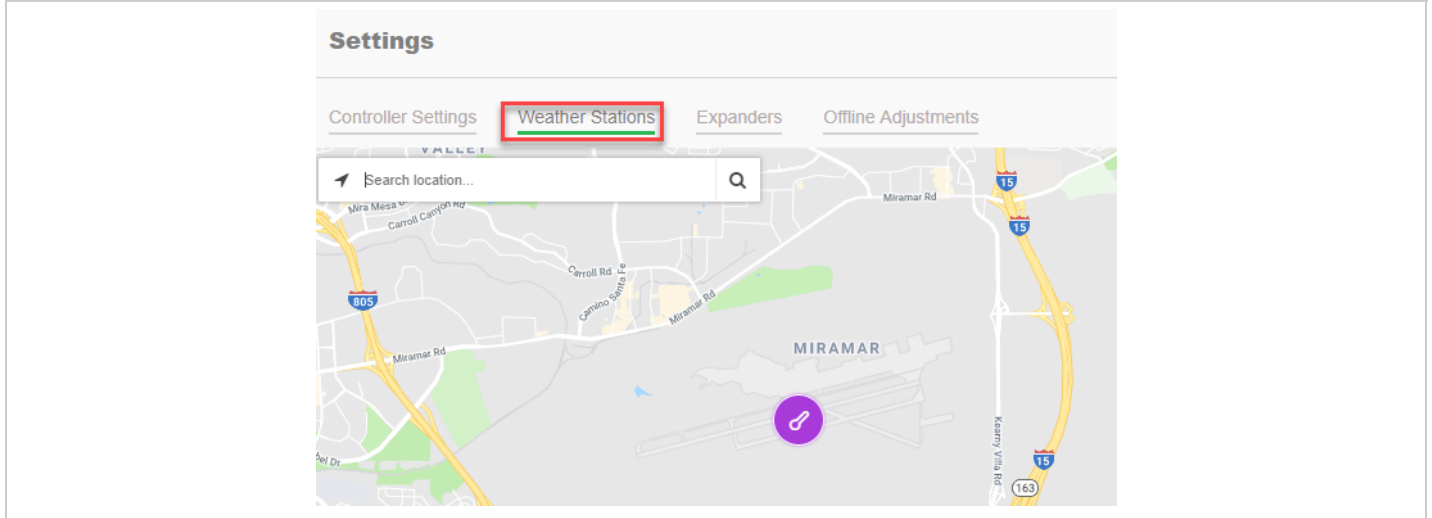 Settings
Controller Settings Weather Stations Expanders Offline Adjustments
VALLEY
Search location...
15
Miramar Rd
Mira Mesa
Carroll Canyon Rd
15
Carroll Rd
Camino Santa Fe
805
Miramar Rd
MIRAMAR
Miramar Rd
Kearny Villa Rd
15
163